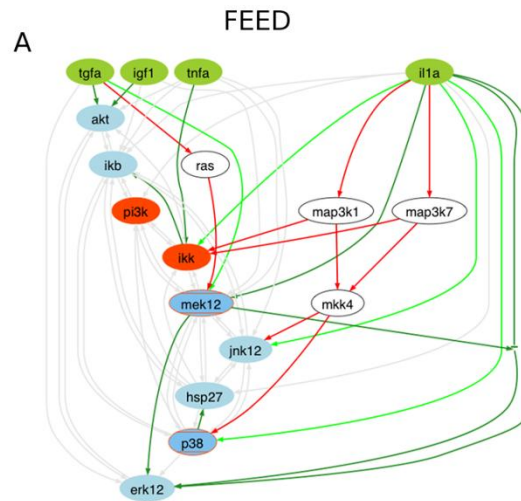 FEED
A
tgfa igf1 tnfa il1a
akt
ikb ras
pi3k map3k1 map3k7
ikk
mek12 mkk4
jnk12
hsp27
p38
erk12